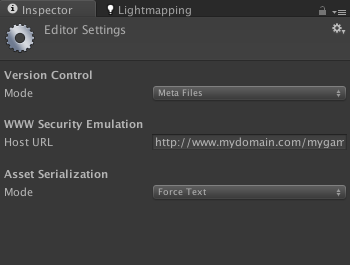 Inspector
Lightmapping
Editor Settings
Version Control
Mode
Meta Files
WWW Security Emulation
Host URL
http://www.mydomain.com/mygam
Asset Serialization
Mode
Force Text